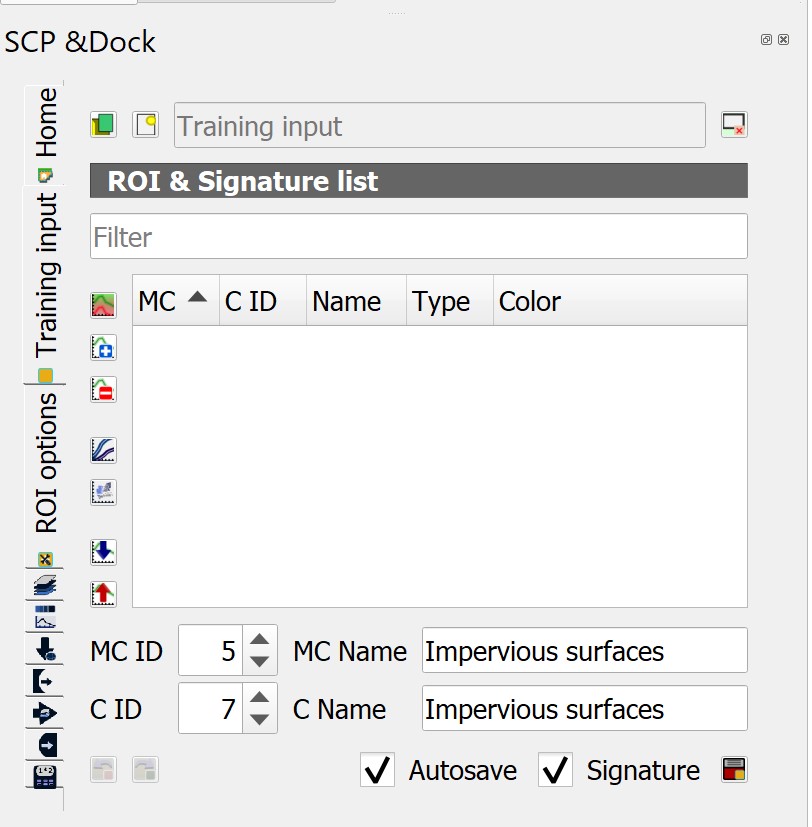 SCP &Dock
Home
Training input
ROI options
Training input
ROI & Signature list
Filter
MC C ID Name Type Color
MC ID 5 MC Name Impervious surfaces
C ID 7 C Name Impervious surfaces
Autosave Signature